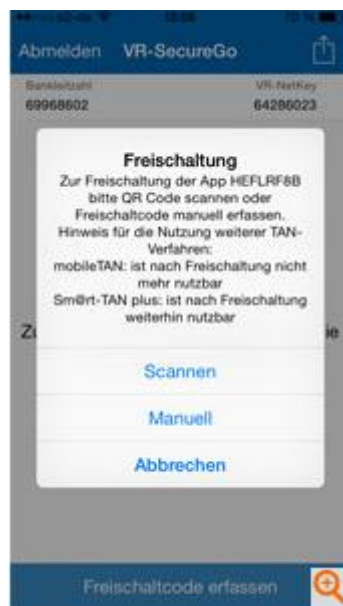 Abmelden VR-SecureGo
Bankleitzahl VR-NetKey
69968602 64286023
Freischaltung
Zur Freischaltung der App HEFLRF8B
bitte QR Code scannen oder
Freischaltcode manuell erfassen.
Hinweis für die Nutzung weiterer TAN-
Verfahren:
mobileTAN: ist nach Freischaltung nicht
mehr nutzbar
Sm@rt-TAN plus: ist nach Freischaltung
weiterhin nutzbar
Scannen
Manuell
Abbrechen
Freischaltcode erfassen